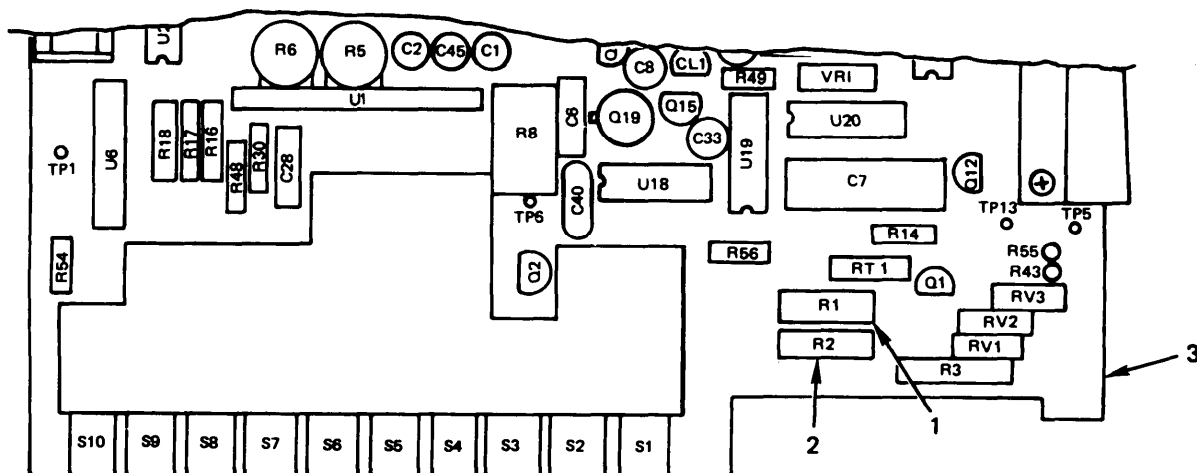 R6 R5 C2 C45 C1 C8 CL1 R49 VR1
U1 C6 Q19 Q15 C33 U19 U20
R8
R18 R17 R16 R48 R30 C28
TP1 U6
U18 C7 Q12
C40
TP6
TP13 TP5
R54
Q2
R56 R14
R55
R43
RT 1 Q1
R1 RV3
RV2
R2 RV1
R3
3
2 1
S10 S9 S8 S7 S6 S5 S4 S3 S2 S1